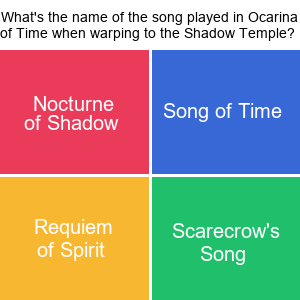 What's the name of the song played in Ocarina
of Time when warping to the Shadow Temple?
Nocturne
of Shadow
Song of Time
Requiem
of Spirit
Scarecrow's
Song